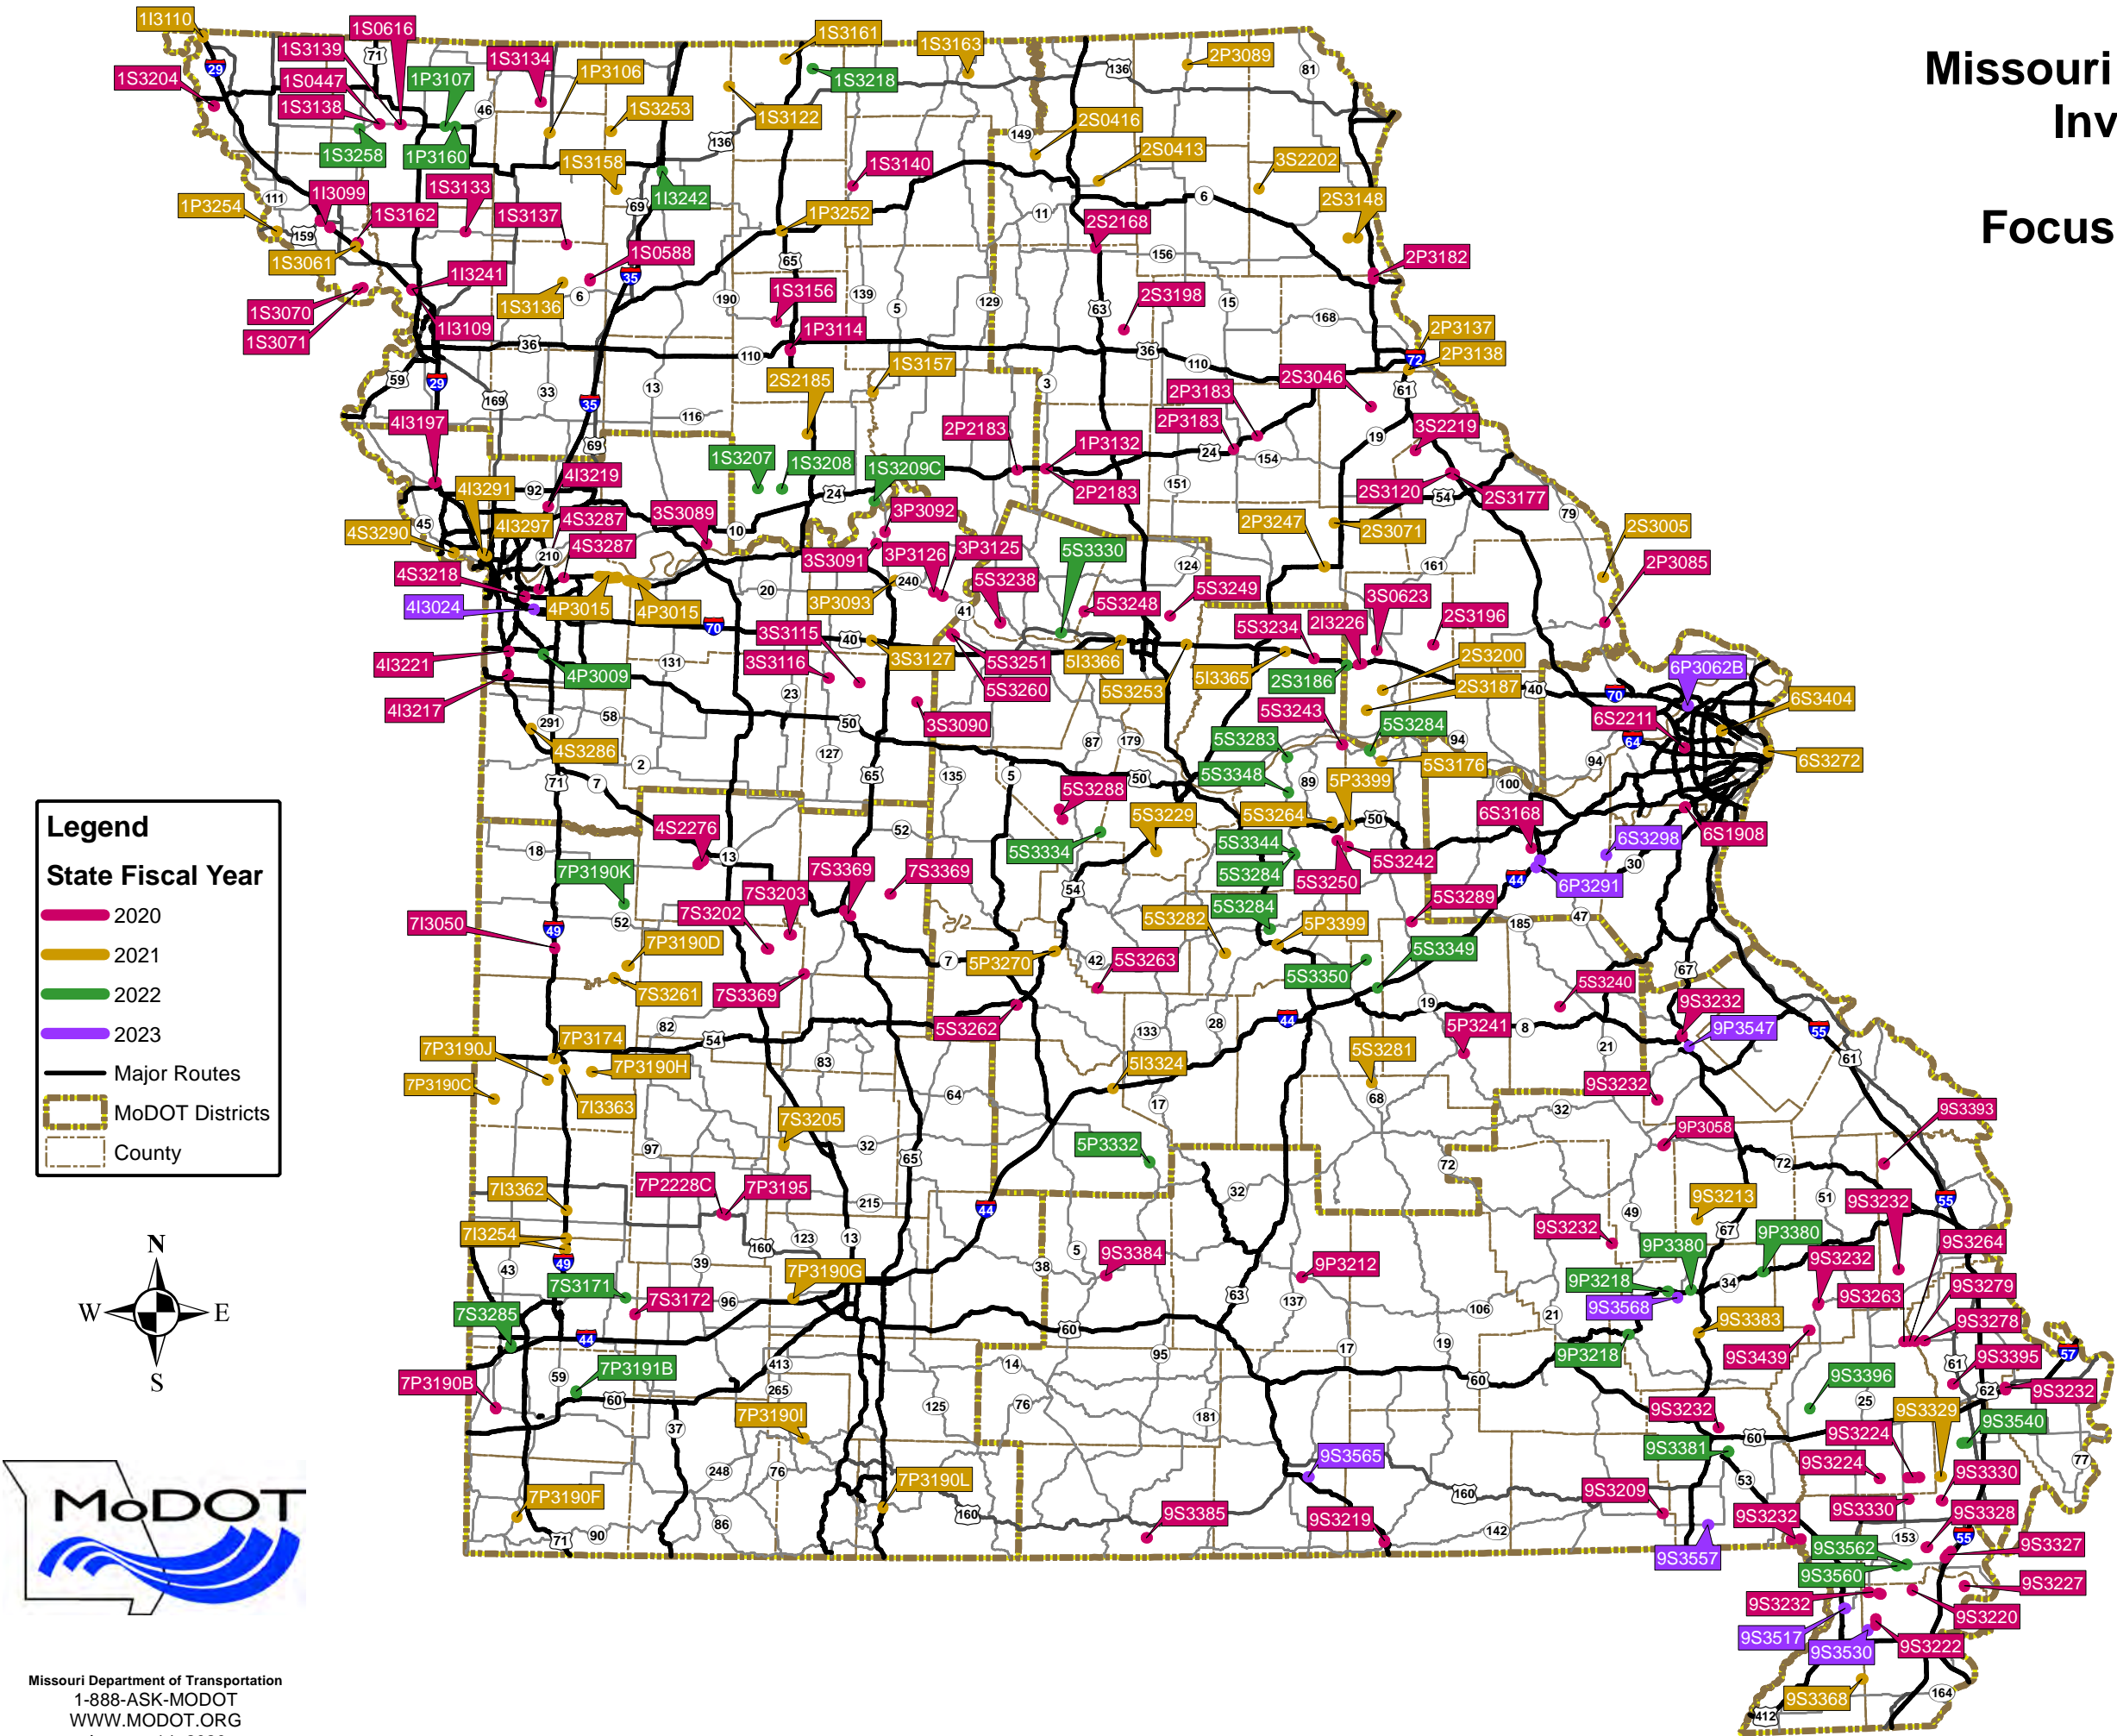 Missouri
Inv
Focus
1I3110
1S0616
1S3139
1S3204
1S0447
1P3107
1S3134
1P3106
1S3138
1S3253
1S3161
1S3163
1S3218
2P3089
1S3122
1S3258
1P3160
1S3158
1S3140
2S0416
2S0413
3S2202
1I3242
1P3254
1I3099
1S3133
1S3162
1S3137
1P3252
2S3148
2S2168
1S3061
1S0588
2P3182
1I3241
1S3136
1S3156
2S3198
1S3070
1S3071
1I3109
1P3114
2P3137
2P3138
1S3157
2S2185
2S3046
2P3183
2P3183
4I3197
2P2183
1P3132
3S2219
1S3207
1S3208
1S3209C
2P2183
2S3120
2S3177
4I3219
4I3291
4I3297
4S3287
3S3089
3P3092
4S3290
4S3287
3S3091
3P3126
3P3125
5S3330
2P3247
2S3071
2S3005
2P3085
4S3218
4I3024
4P3015
4P3015
3P3093
5S3238
5S3248
5S3249
3S0623
2S3196
3S3115
3S3127
5S3251
5I3366
5S3234
2I3226
4I3221
4P3009
3S3116
5S3260
5S3253
5I3365
2S3186
2S3200
2S3187
6P3062B
6S3404
4I3217
3S3090
5S3243
5S3284
6S2211
4S3286
5S3283
5S3176
6S3272
5S3348
5P3399
5S3288
5S3229
5S3264
6S3168
6S3298
6S1908
4S2276
5S3334
5S3344
5S3242
7P3190K
7S3369
7S3369
5S3284
5S3250
6P3291
7S3203
7S3202
5S3289
7I3050
7P3190D
5S3284
5S3282
5P3399
5S3349
5P3270
5S3263
5S3350
7S3261
7S3369
5S3240
5S3262
9S3232
9P3547
5P3241
7P3174
7P3190J
7P3190H
5I3324
5S3281
7P3190C
7I3363
9S3232
9S3393
7S3205
9P3058
5P3332
7I3362
7P2228C
7P3195
9S3213
9S3232
7I3254
9S3232
9P3380
9P3380
9S3264
9S3384
9P3212
9S3232
7P3190G
9P3218
9S3279
7S3171
7S3172
9S3568
9S3263
7S3285
9S3383
9S3278
9P3218
9S3439
9S3395
7P3191B
7P3190B
9S3396
9S3232
7P3190I
9S3232
9S3329
9S3540
9S3381
9S3224
9S3565
9S3224
9S3330
7P3190L
7P3190F
9S3209
9S3330
9S3385
9S3219
9S3232
9S3328
9S3562
9S3327
9S3557
9S3560
9S3227
9S3232
9S3220
9S3517
9S3530
9S3222
9S3368
Legend
State Fiscal Year
2020
2021
2022
2023
Major Routes
MoDOT Districts
County
N
W
E
S
MoDOT
Missouri Department of Transportation
1-888-ASK-MODOT
WWW.MODOT.ORG